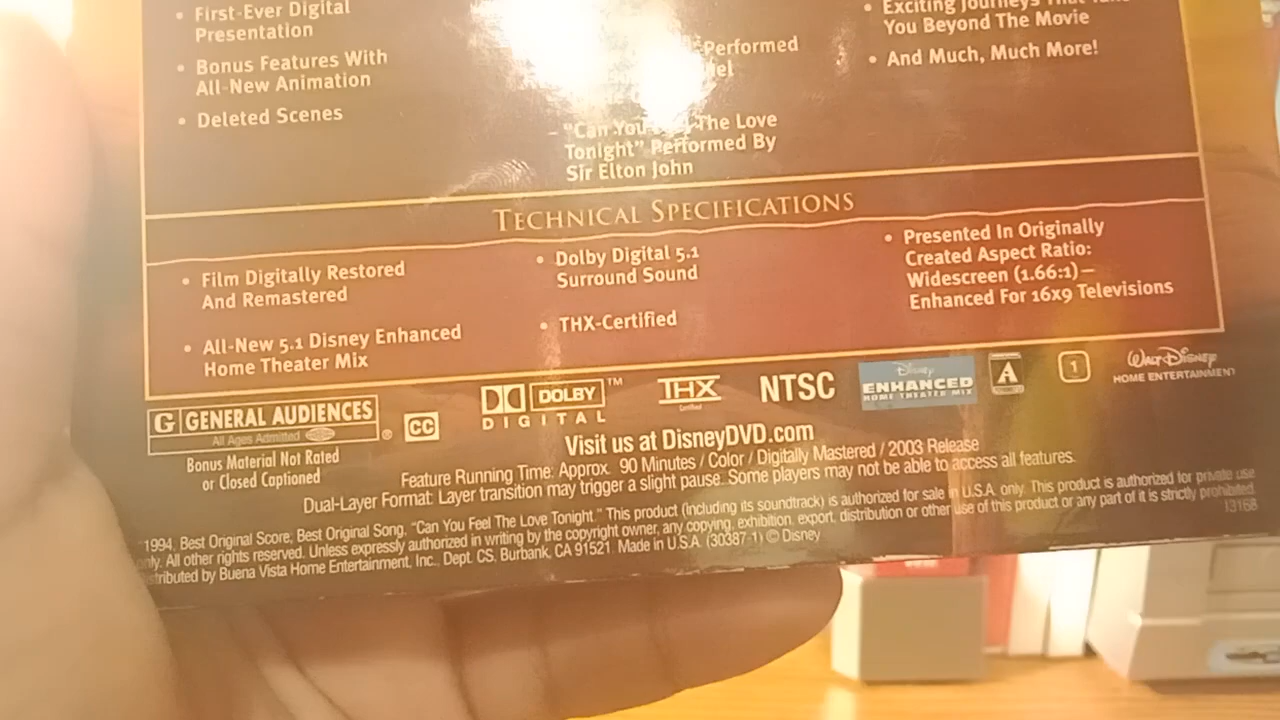 • First-Ever Digital
Presentation
• Bonus Features With
All-New Animation
• Deleted Scenes
Performed
– "Can You The Love
Tonight" Performed By
Sir Elton John
• Exciting Journeys That
You Beyond The Movie
• And Much, Much More!
TECHNICAL SPECIFICATIONS
• Film Digitally Restored
And Remastered
• All-New 5.1 Disney Enhanced
Home Theater Mix
• Dolby Digital 5.1
Surround Sound
• THX-Certified
• Presented In Originally
Created Aspect Ratio:
Widescreen (1.66:1)—
Enhanced For 16x9 Televisions
G GENERAL AUDIENCES
All Ages Admitted
®
Bonus Material Not Rated
or Closed Captioned
CC
DOLBY™
DIGITAL
THX
Certified
NTSC
Disney
ENHANCED
HOME THEATER MIX
A
1
WALT DISNEY
HOME ENTERTAINMENT
Visit us at DisneyDVD.com
Feature Running Time: Approx. 90 Minutes / Color / Digitally Mastered / 2003 Release
Dual-Layer Format: Layer transition may trigger a slight pause. Some players may not be able to access all features.
1994, Best Original Score; Best Original Song, "Can You Feel The Love Tonight." This product (including its soundtrack) is authorized for sale in U.S.A. only. This product is authorized for private use
only. All other rights reserved. Unless expressly authorized in writing by the copyright owner, any copying, exhibition, export, distribution or other use of this product or any part of it is strictly prohibited.
Distributed by Buena Vista Home Entertainment, Inc., Dept. CS, Burbank, CA 91521. Made in U.S.A. (30387-1) © Disney
J3168